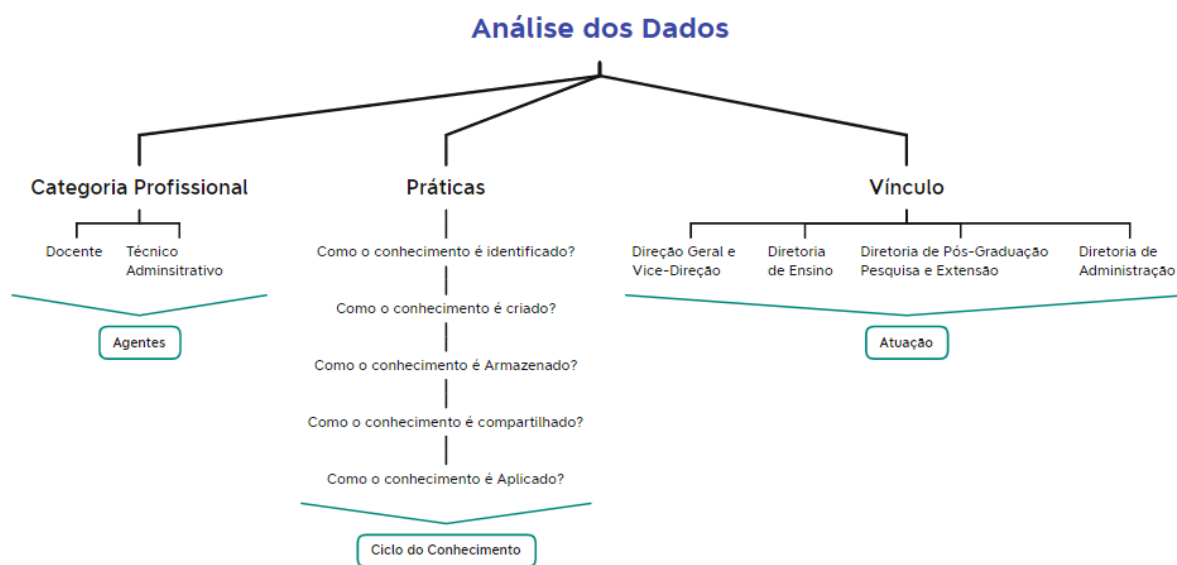 Análise dos Dados
Categoria Profissional
Docente
Técnico
Adminsitrativo
Agentes
Práticas
Como o conhecimento é identificado?
Como o conhecimento é criado?
Como o conhecimento é Armazenado?
Como o conhecimento é compartilhado?
Como o conhecimento é Aplicado?
Ciclo do Conhecimento
Vínculo
Direção Geral e
Vice-Direção
Diretoria
de Ensino
Diretoria de Pós-Graduação
Pesquisa e Extensão
Diretoria de
Administração
Atuação